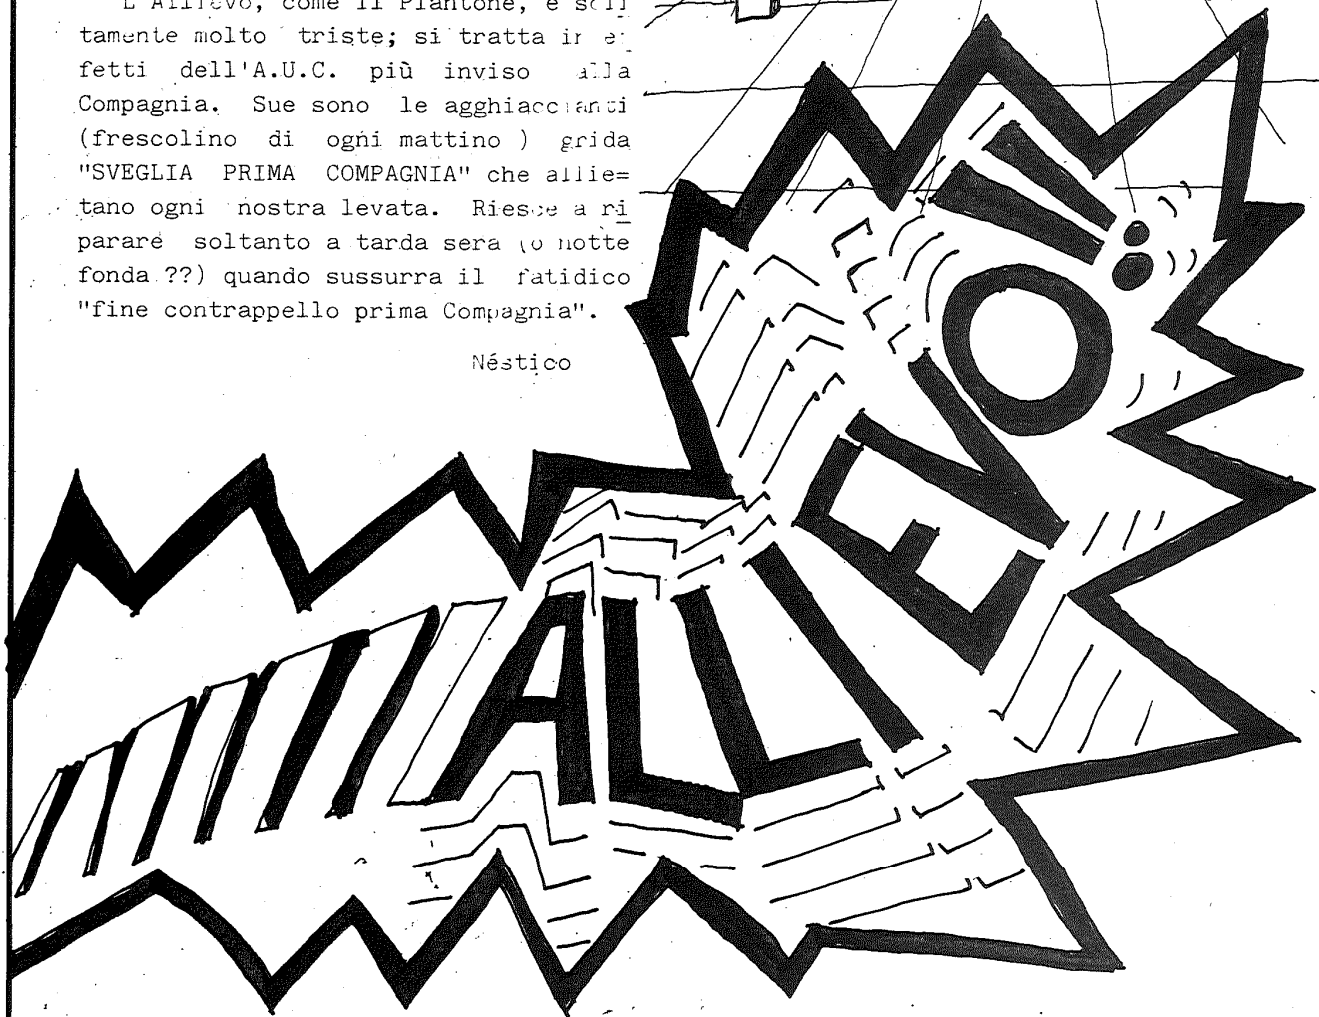 L'Allievo, come il Plantone, è soli
tamente molto triste; si tratta in ef
fetti dell'A.U.C. più inviso alla
Compagnia. Sue sono le agghiaccianti
(frescolino di ogni mattino ) grida
"SVEGLIA PRIMA COMPAGNIA" che allie=
tano ogni nostra levata. Riesce a ri
parare soltanto a tarda sera (o notte
fonda ??) quando sussurra il fatidico
"fine contrappello prima Compagnia".
Néstico
ALLIEVO!!